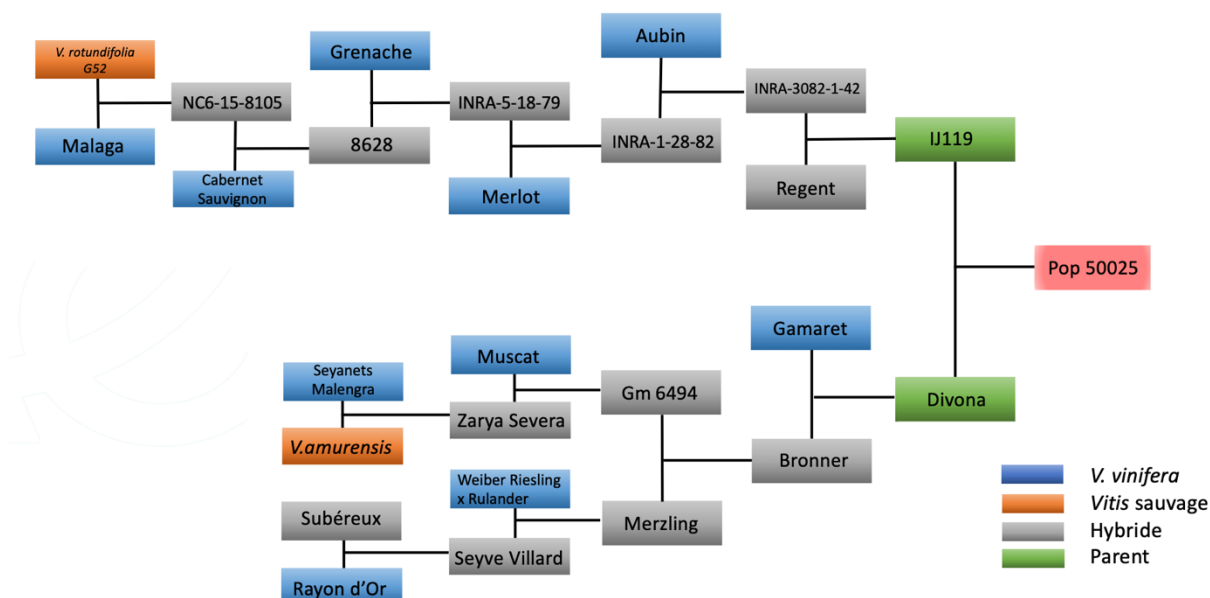 V. rotundifolia
G52
Malaga
NC6-15-8105
Cabernet
Sauvignon
Grenache
8628
INRA-5-18-79
Merlot
Aubin
INRA-1-28-82
INRA-3082-1-42
Regent
IJ119
Pop 50025
Seyanets
Malengra
V.amurensis
Muscat
Zarya Severa
Gm 6494
Gamaret
Divona
Bronner
Subéreux
Rayon d’Or
Weiber Riesling
x Rulander
Seyve Villard
Merzling
V. vinifera
Vitis sauvage
Hybride
Parent